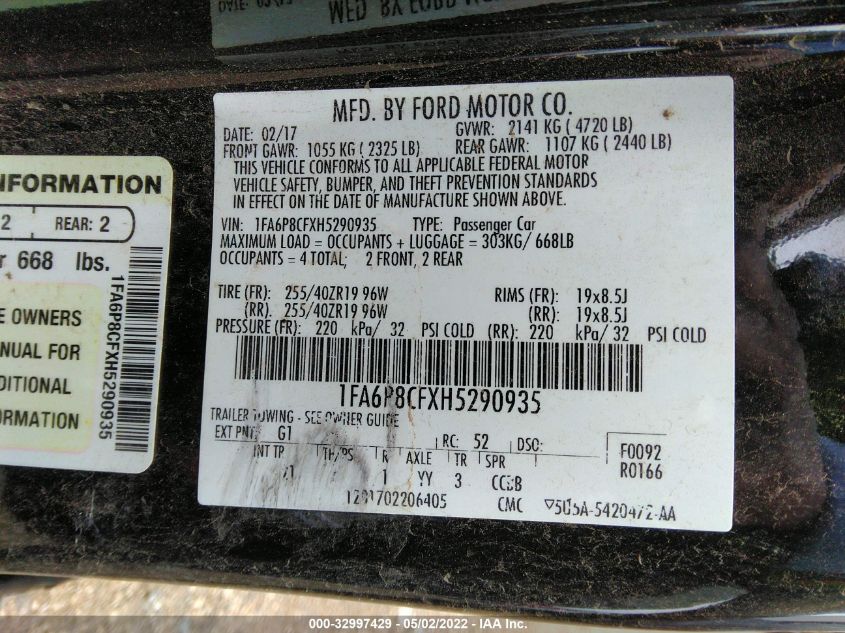 MFD. BY FORD MOTOR CO.
DATE: 02/17 GVWR: 2141 KG ( 4720 LB)
FRONT GAWR: 1055 KG ( 2325 LB) REAR GAWR: 1107 KG ( 2440 LB)
THIS VEHICLE CONFORMS TO ALL APPLICABLE FEDERAL MOTOR
VEHICLE SAFETY, BUMPER, AND THEFT PREVENTION STANDARDS
IN EFFECT ON THE DATE OF MANUFACTURE SHOWN ABOVE.
VIN: 1FA6P8CFXH5290935 TYPE: Passenger Car
MAXIMUM LOAD = OCCUPANTS + LUGGAGE = 303KG/ 668LB
OCCUPANTS = 4 TOTAL; 2 FRONT, 2 REAR
TIRE (FR): 255/40ZR19 96W RIMS (FR): 19x8.5J
(RR): 255/40ZR19 96W (RR): 19x8.5J
PRESSURE (FR): 220 kPa/ 32 PSI COLD (RR): 220 kPa/ 32 PSI COLD
1FA6P8CFXH5290935
TRAILER TOWING - SEE OWNER GUIDE
EXT PNT: G1 RC: 52 DSO: F0092
INT TR TP/PS R AXLE TR SPR R0166
1 YY 3
CMC
INFORMATION
2 REAR: 2
668 lbs.
OWNERS
MANUAL FOR
INFORMATION
1FA6P8CFXH5290935
000-32997429 - 05/02/2022 - IAA Inc.